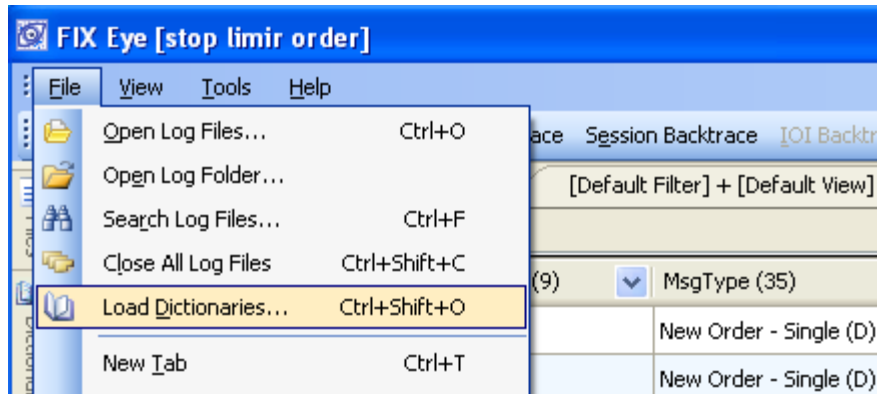 FIX Eye [stop limir order]
File View Tools Help
Open Log Files... Ctrl+O
ace Session Backtrace IOI Backtr
Open Log Folder...
[Default Filter] + [Default View]
Search Log Files... Ctrl+F
Close All Log Files Ctrl+Shift+C
(9) MsgType (35)
Load Dictionaries... Ctrl+Shift+O
New Order - Single (D)
New Tab Ctrl+T
New Order - Single (D)